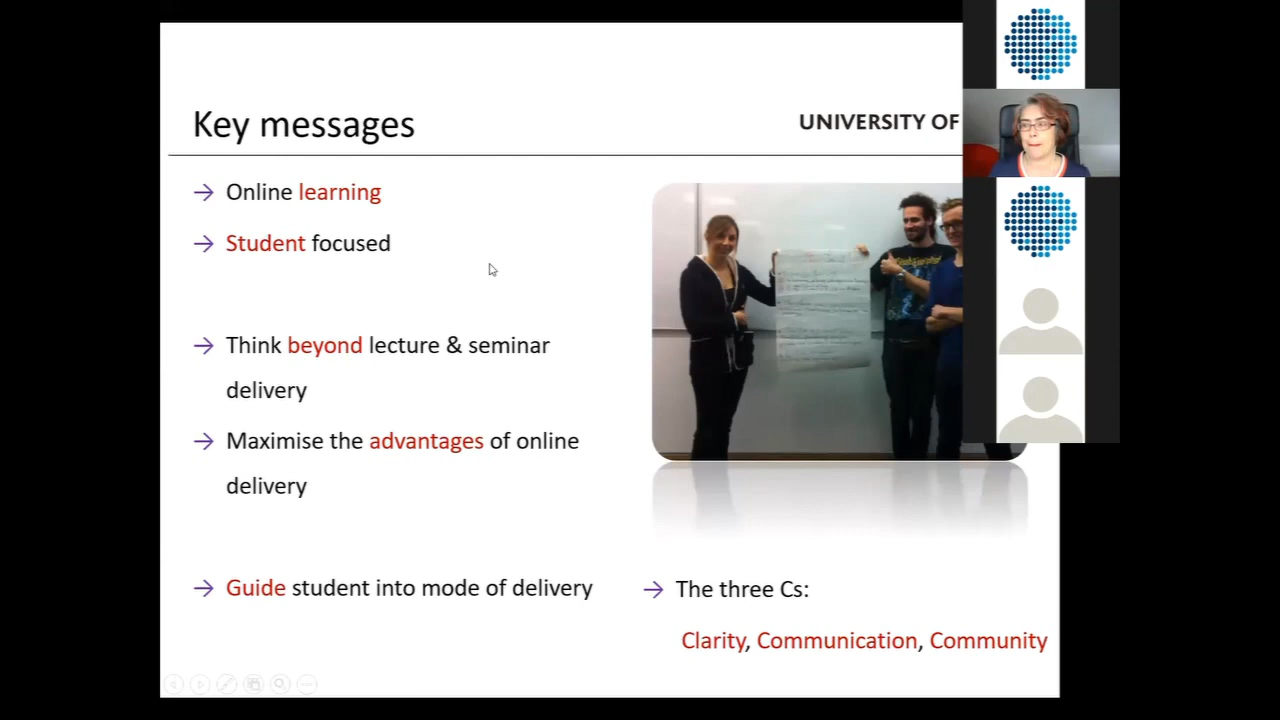 Key messages
UNIVERSITY OF
→ Online learning
→ Student focused
→ Think beyond lecture & seminar
delivery
→ Maximise the advantages of online
delivery
→ Guide student into mode of delivery
→ The three Cs:
Clarity, Communication, Community